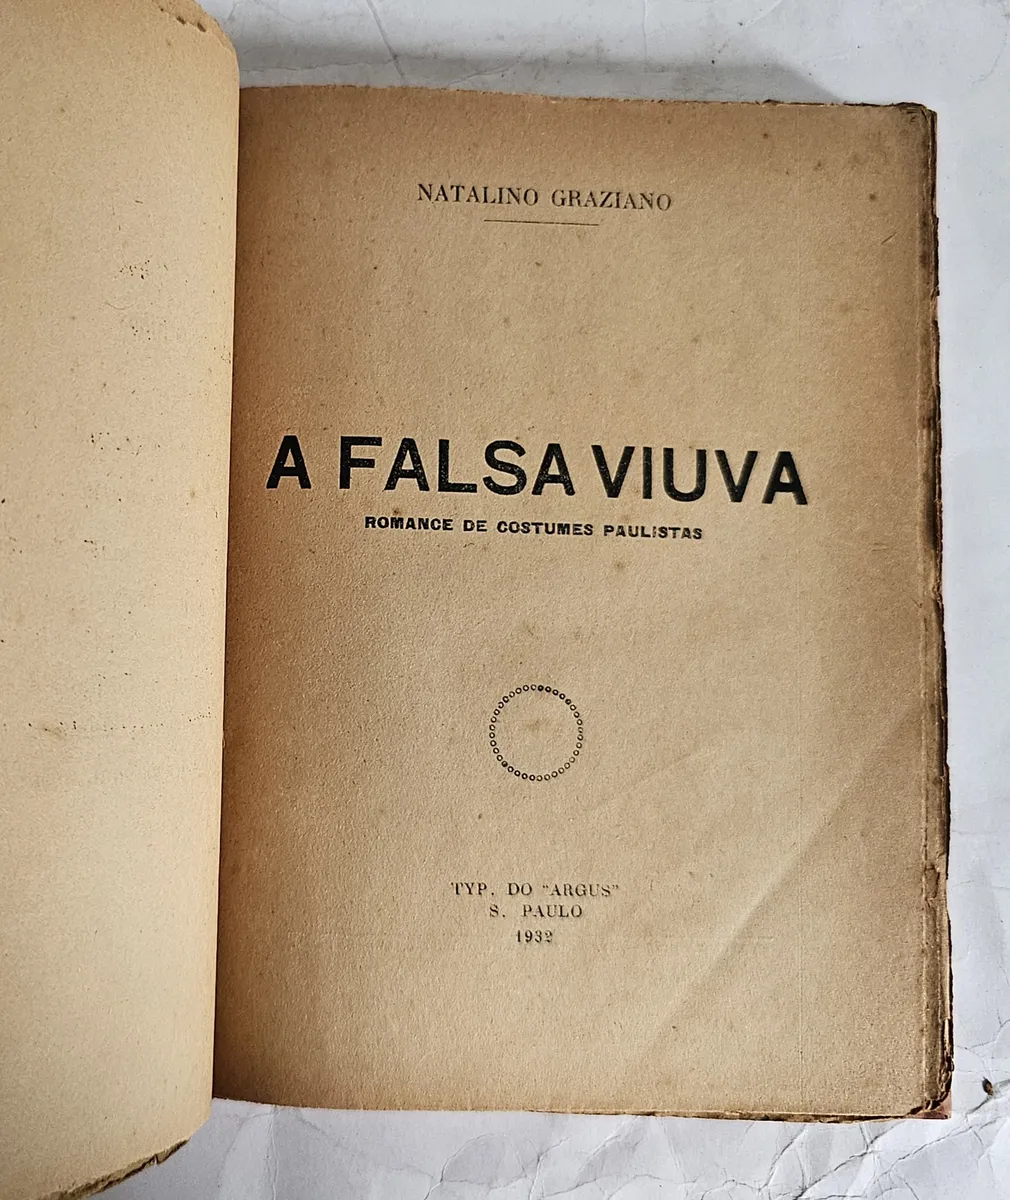 NATALINO GRAZIANO
A FALSA VIUVA
ROMANCE DE COSTUMES PAULISTAS
TYP. DO "ARGUS"
S. PAULO
1932